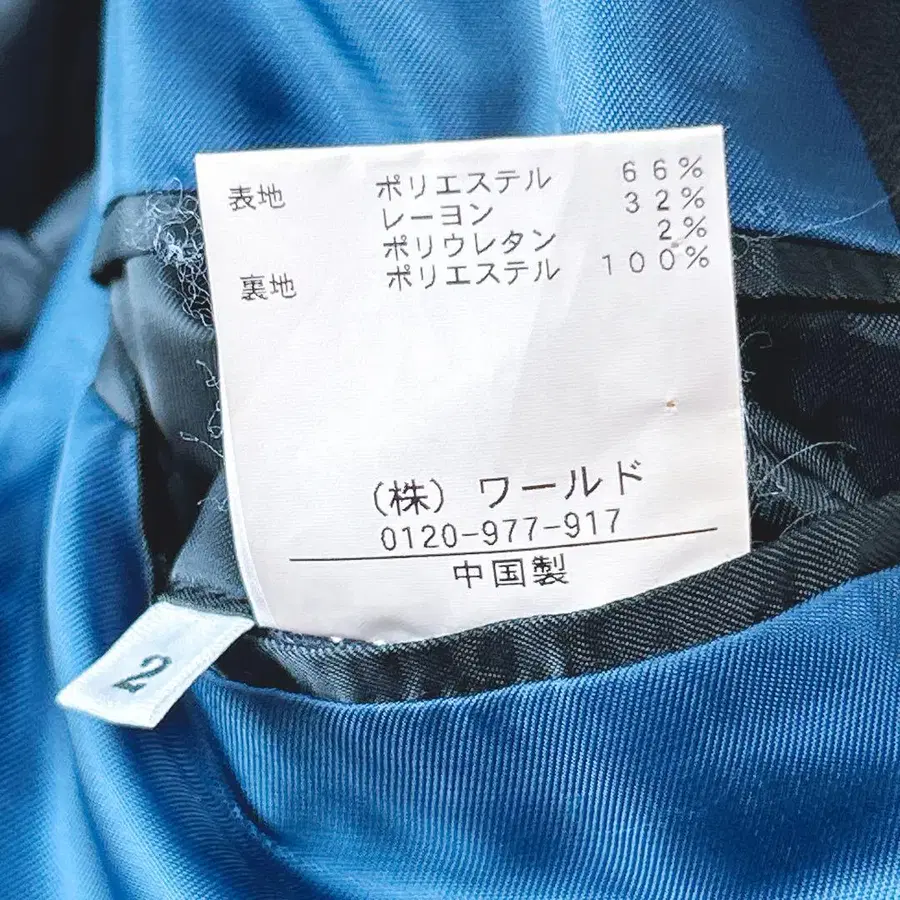 表地 ポリエステル 66%
レーヨン 32%
ポリウレタン 2%
裏地 ポリエステル 100%
(株) ワールド
0120-977-917
中国製
2